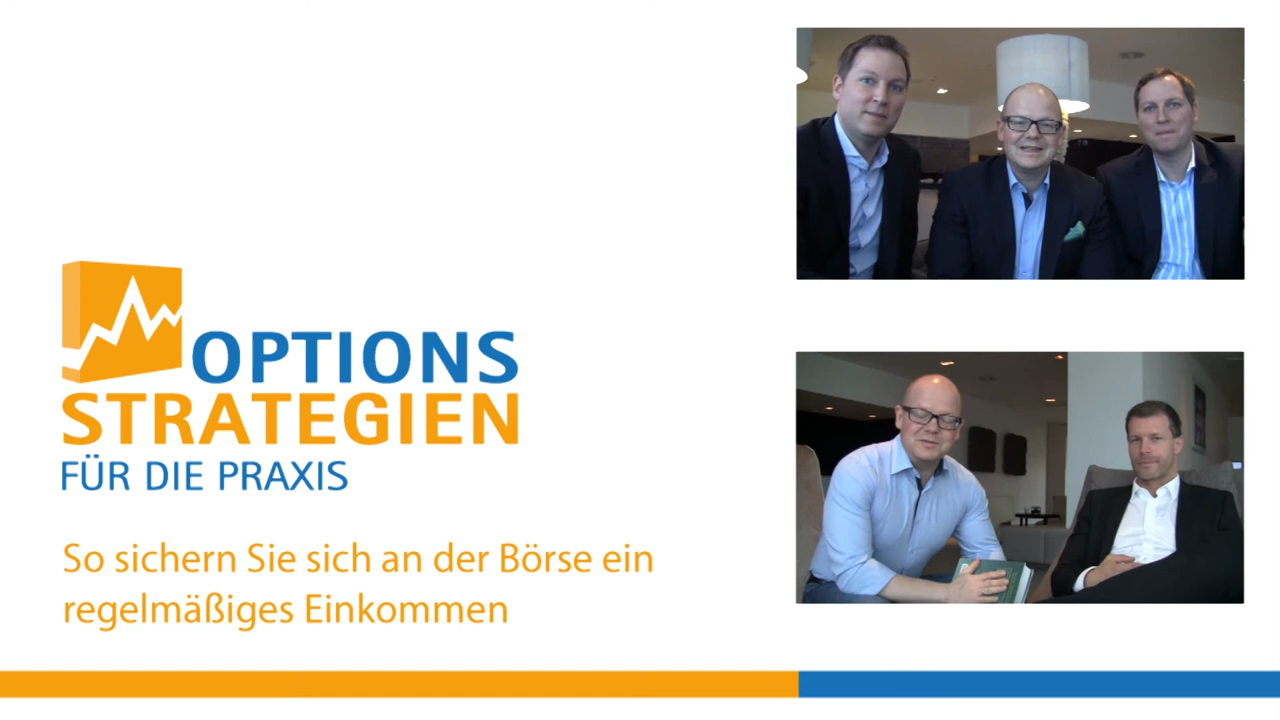 OPTIONS
STRATEGIEN
FÜR DIE PRAXIS
So sichern Sie sich an der Börse ein
regelmäßiges Einkommen